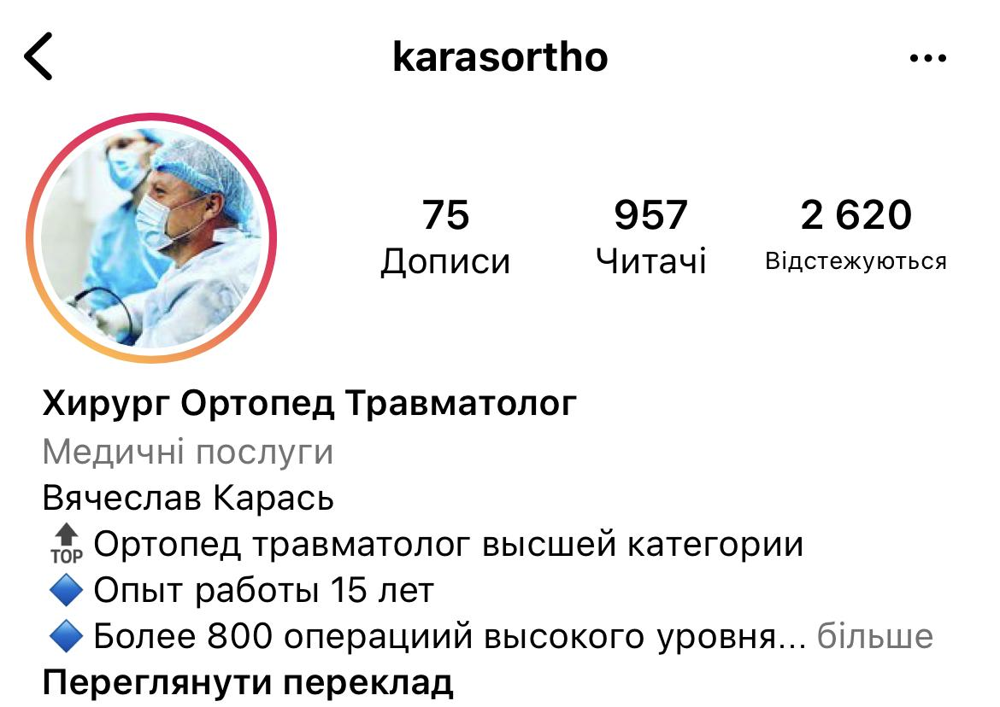 karasortho
75 957 2 620
Дописи Читачі Відстежуються
Хирург Ортопед Травматолог
Медичні послуги
Вячеслав Карась
TOP Ортопед травматолог высшей категории
Опыт работы 15 лет
Более 800 операциий высокого уровня... більше
Переглянути переклад